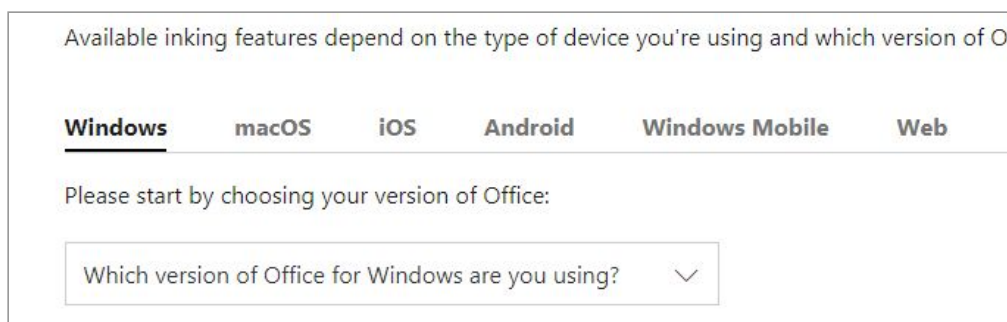 Available inking features depend on the type of device you're using and which version of
Windows macOS iOS Android Windows Mobile Web
Please start by choosing your version of Office:
Which version of Office for Windows are you using?